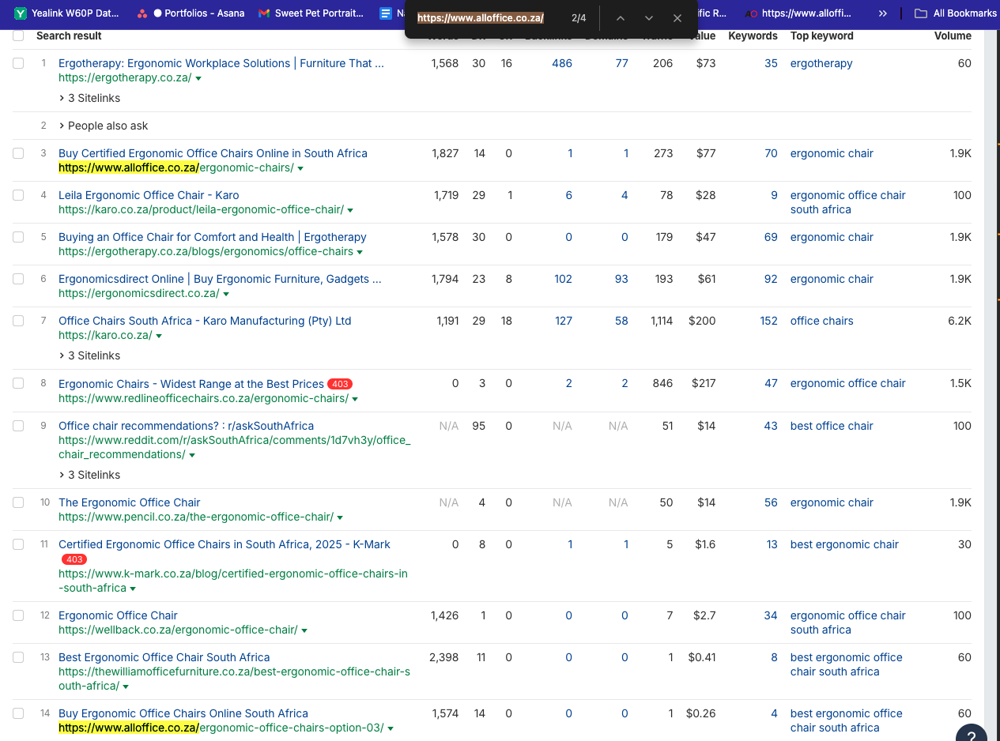 Yealink W60P Dat... Portfolios - Asana Sweet Pet Portrait... https://www.alloffice.co.za/ 2/4 ific R... https://www.alloffi... All Bookmarks
Search result Keywords Top keyword Volume
1 Ergotherapy: Ergonomic Workplace Solutions | Furniture That ... 1,568 30 16 486 77 206 $73 35 ergotherapy 60
https://ergotherapy.co.za/
3 Sitelinks
2 People also ask
3 Buy Certified Ergonomic Office Chairs Online in South Africa 1,827 14 0 1 1 273 $77 70 ergonomic chair 1.9K
https://www.alloffice.co.za/ergonomic-chairs/
4 Leila Ergonomic Office Chair - Karo 1,719 29 1 6 4 78 $28 9 ergonomic office chair 100
https://karo.co.za/product/leila-ergonomic-office-chair/ south africa
5 Buying an Office Chair for Comfort and Health | Ergotherapy 1,578 30 0 0 0 179 $47 69 ergonomic chair 1.9K
https://ergotherapy.co.za/blogs/ergonomics/office-chairs
6 Ergonomicsdirect Online | Buy Ergonomic Furniture, Gadgets ... 1,794 23 8 102 93 193 $61 92 ergonomic chair 1.9K
https://ergonomicsdirect.co.za/
7 Office Chairs South Africa - Karo Manufacturing (Pty) Ltd 1,191 29 18 127 58 1,114 $200 152 office chairs 6.2K
https://karo.co.za/
3 Sitelinks
8 Ergonomic Chairs - Widest Range at the Best Prices 403 0 3 0 2 2 846 $217 47 ergonomic office chair 1.5K
https://www.redlineofficechairs.co.za/ergonomic-chairs/
9 Office chair recommendations? : r/askSouthAfrica N/A 95 0 N/A N/A 51 $14 43 best office chair 100
https://www.reddit.com/r/askSouthAfrica/comments/1d7vh3y/office_
chair_recommendations/
3 Sitelinks
10 The Ergonomic Office Chair N/A 4 0 N/A N/A 50 $14 56 ergonomic chair 1.9K
https://www.pencil.co.za/the-ergonomic-office-chair/
11 Certified Ergonomic Office Chairs in South Africa, 2025 - K-Mark 0 8 0 1 1 5 $1.6 13 best ergonomic chair 30
403
https://www.k-mark.co.za/blog/certified-ergonomic-office-chairs-in
-south-africa
12 Ergonomic Office Chair 1,426 1 0 0 0 7 $2.7 34 ergonomic office chair 100
https://wellback.co.za/ergonomic-office-chair/ south africa
13 Best Ergonomic Office Chair South Africa 2,398 11 0 0 0 1 $0.41 8 best ergonomic office 60
https://thewilliamofficefurniture.co.za/best-ergonomic-office-chair-s chair south africa
outh-africa/
14 Buy Ergonomic Office Chairs Online South Africa 1,574 14 0 0 0 1 $0.26 4 best ergonomic office 60
https://www.alloffice.co.za/ergonomic-office-chairs-option-03/ chair south africa
?